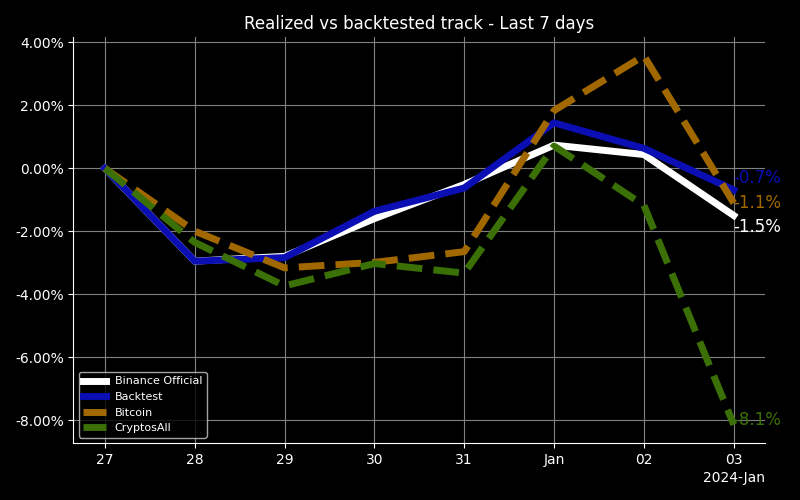 Realized vs backtested track - Last 7 days
4.00%
2.00%
0.00%
-2.00%
-4.00%
-6.00%
-8.00%
-0.7%
-1.1%
-1.5%
-8.1%
Binance Official
Backtest
Bitcoin
CryptosAll
27 28 29 30 31 Jan 02 03
2024-Jan